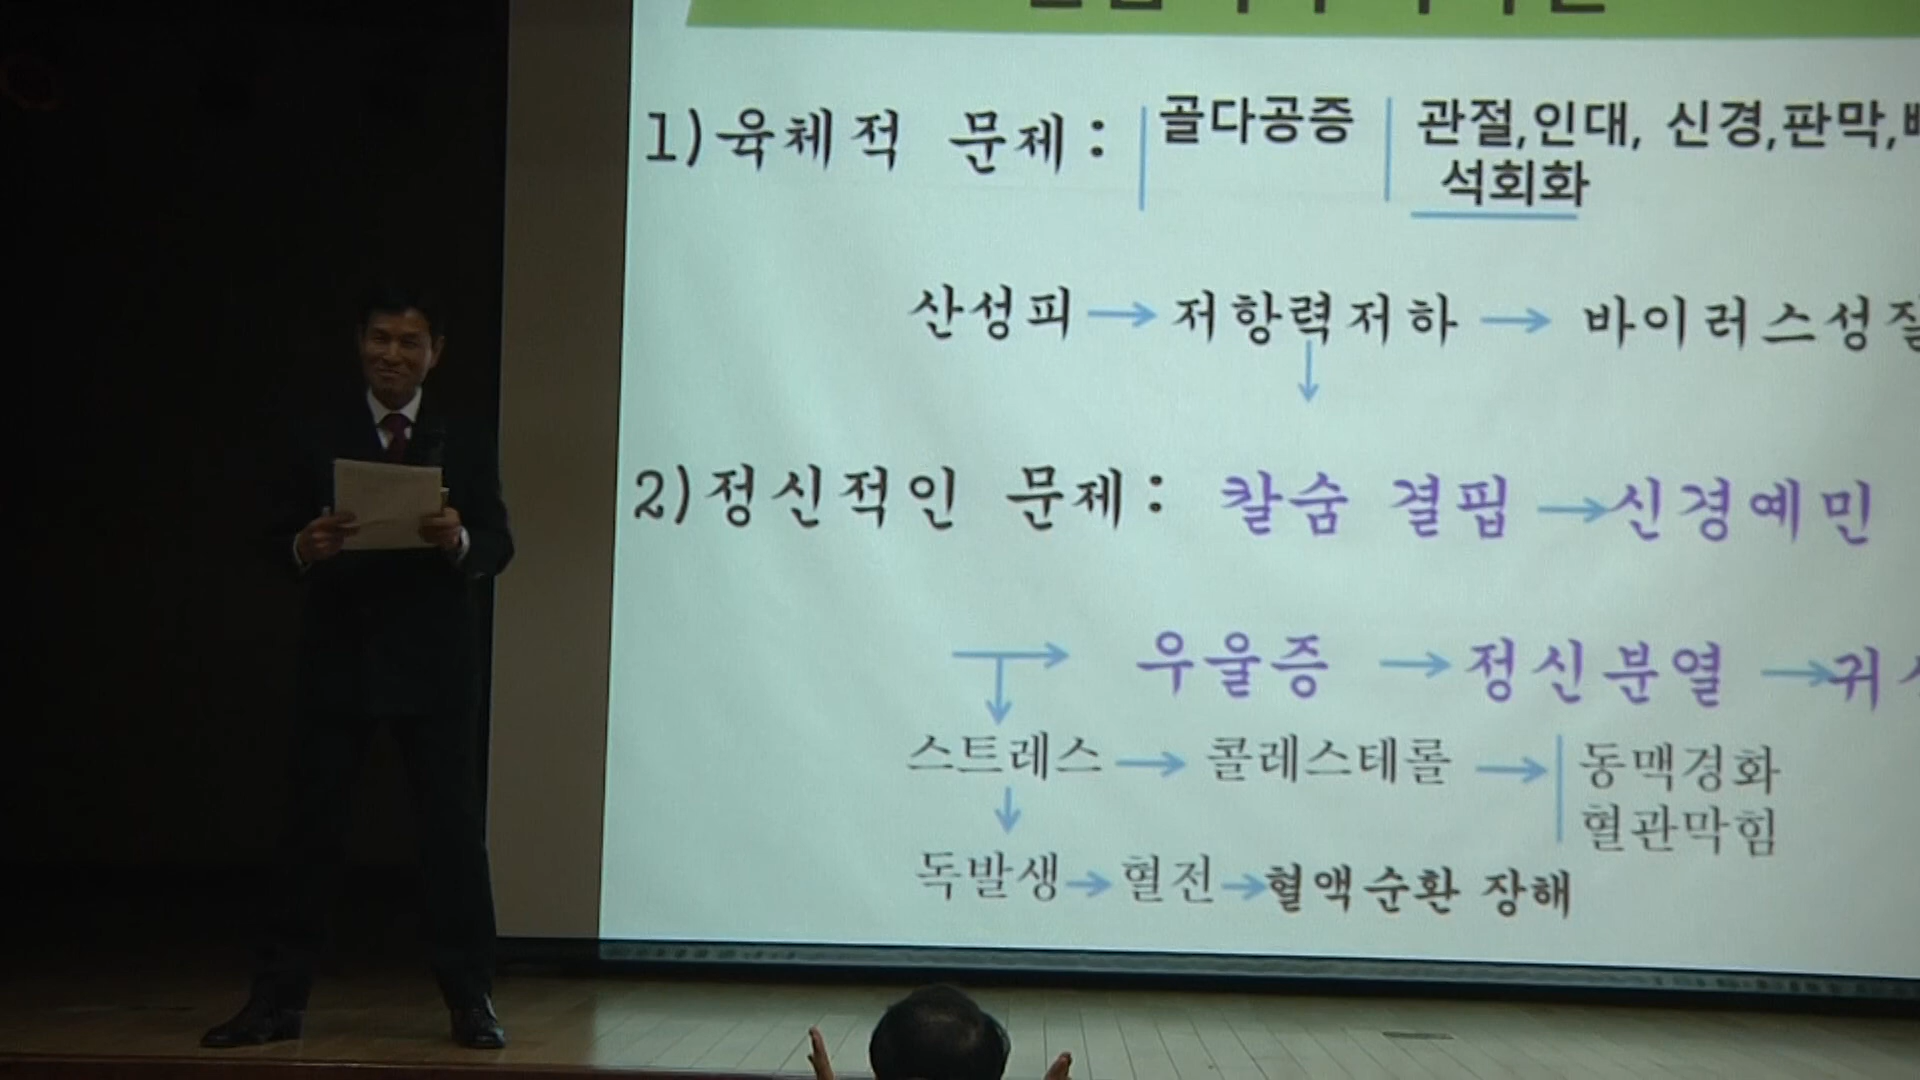 1)육체적 문제: 골다공증 관절,인대, 신경,판막,
석회화
산성피 → 저항력저하 → 바이러스성
2)정신적인 문제: 칼슘 결핍 → 신경예민
→ 우울증 → 정신분열 → 귀
스트레스 → 콜레스테롤 → 동맥경화
혈관막힘
독발생 → 혈전 → 혈액순환 장해